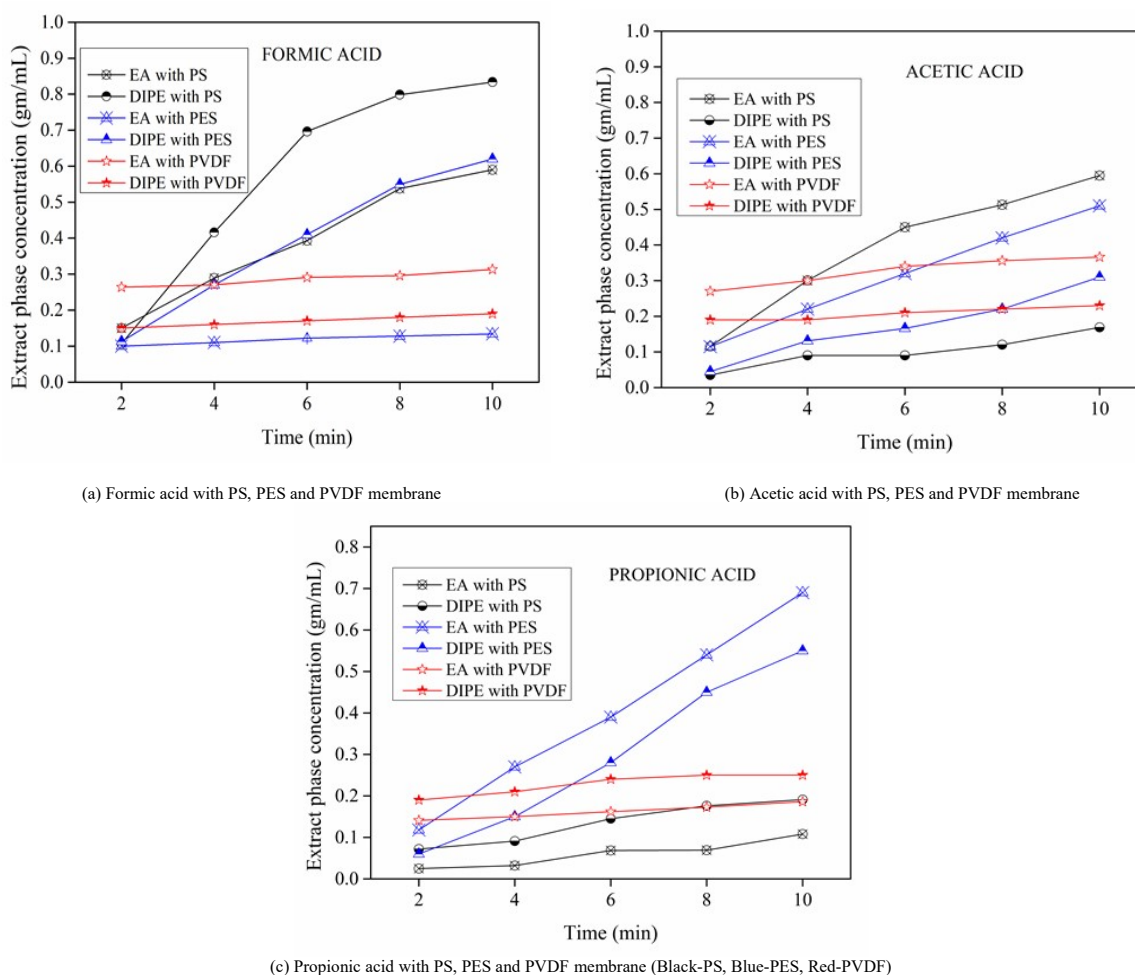 FORMIC ACID
EA with PS
DIPE with PS
EA with PES
DIPE with PES
EA with PVDF
DIPE with PVDF
Extract phase concentration (gm/mL)
1.0
0.9
0.8
0.7
0.6
0.5
0.4
0.3
0.2
0.1
0.0
2 4 6 8 10
Time (min)
(a) Formic acid with PS, PES and PVDF membrane
ACETIC ACID
EA with PS
DIPE with PS
EA with PES
DIPE with PES
EA with PVDF
DIPE with PVDF
Extract phase concentration (gm/mL)
1.0
0.9
0.8
0.7
0.6
0.5
0.4
0.3
0.2
0.1
0.0
2 4 6 8 10
Time (min)
(b) Acetic acid with PS, PES and PVDF membrane
PROPIONIC ACID
EA with PS
DIPE with PS
EA with PES
DIPE with PES
EA with PVDF
DIPE with PVDF
Extract phase concentration (gm/mL)
0.8
0.7
0.6
0.5
0.4
0.3
0.2
0.1
0.0
2 4 6 8 10
Time (min)
(c) Propionic acid with PS, PES and PVDF membrane (Black-PS, Blue-PES, Red-PVDF)